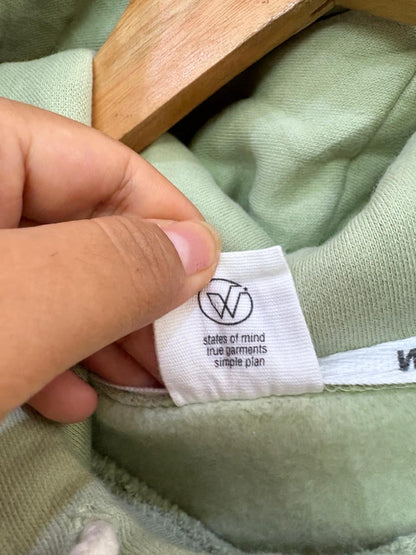 W
states of mind
true garments
simple plan